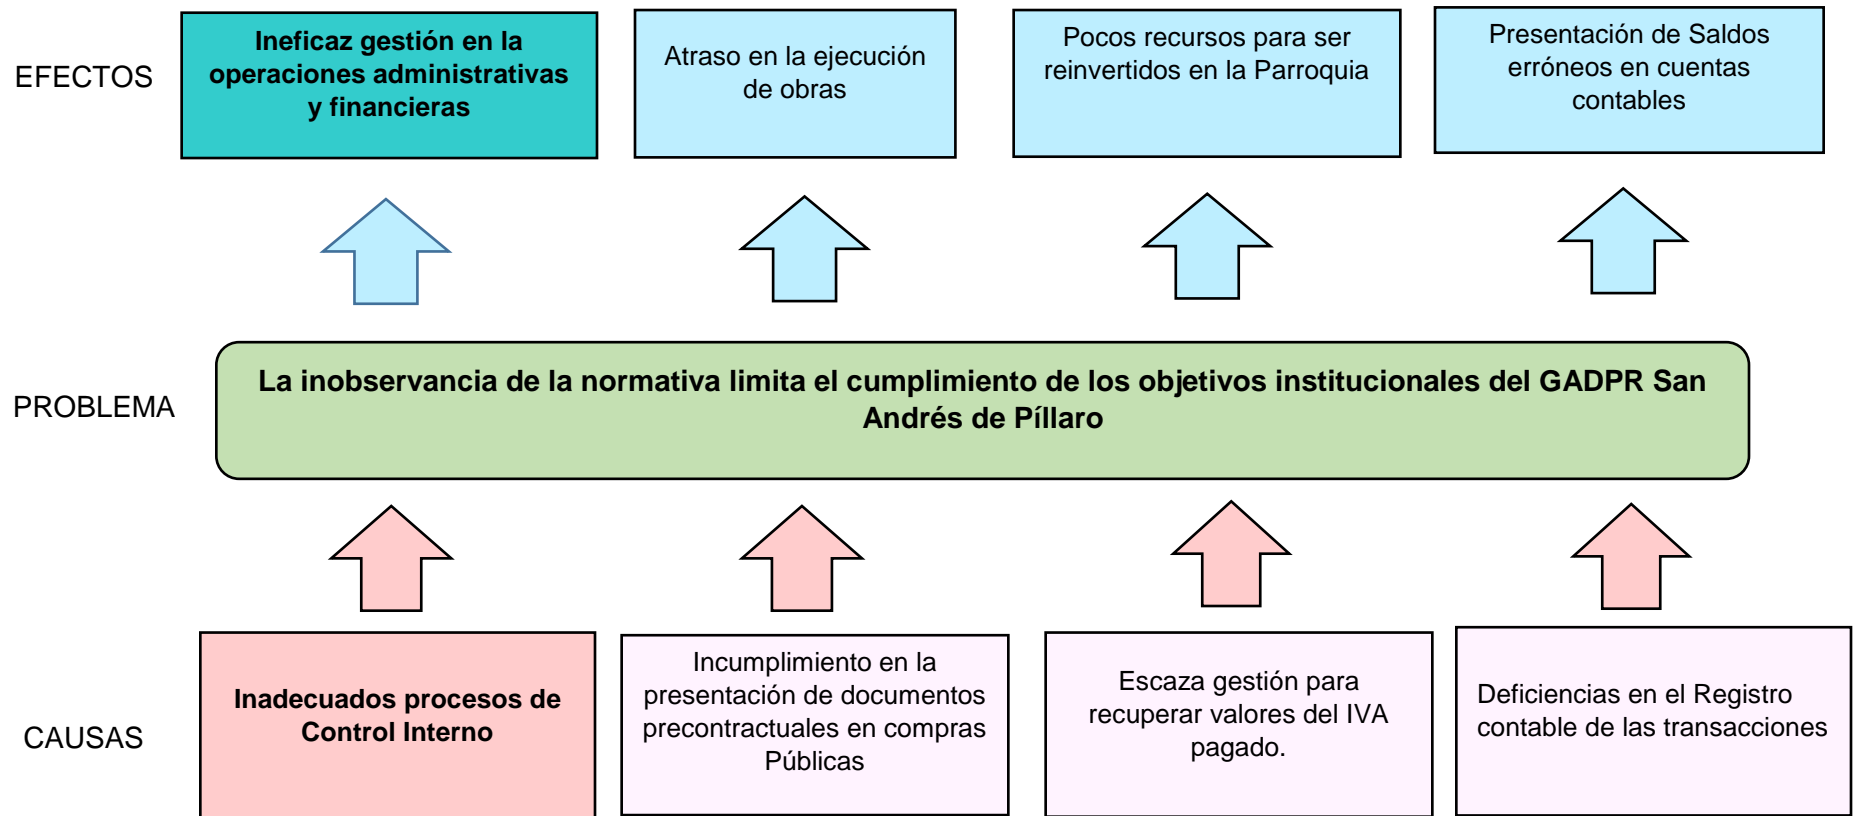 EFECTOS
Ineficaz gestión en la
operaciones administrativas
y financieras
Atraso en la ejecución
de obras
Pocos recursos para ser
reinvertidos en la Parroquia
Presentación de Saldos
erróneos en cuentas
contables
PROBLEMA
La inobservancia de la normativa limita el cumplimiento de los objetivos institucionales del GADPR San
Andrés de Píllaro
CAUSAS
Inadecuados procesos de
Control Interno
Incumplimiento en la
presentación de documentos
precontractuales en compras
Públicas
Escaza gestión para
recuperar valores del IVA
pagado.
Deficiencias en el Registro
contable de las transacciones